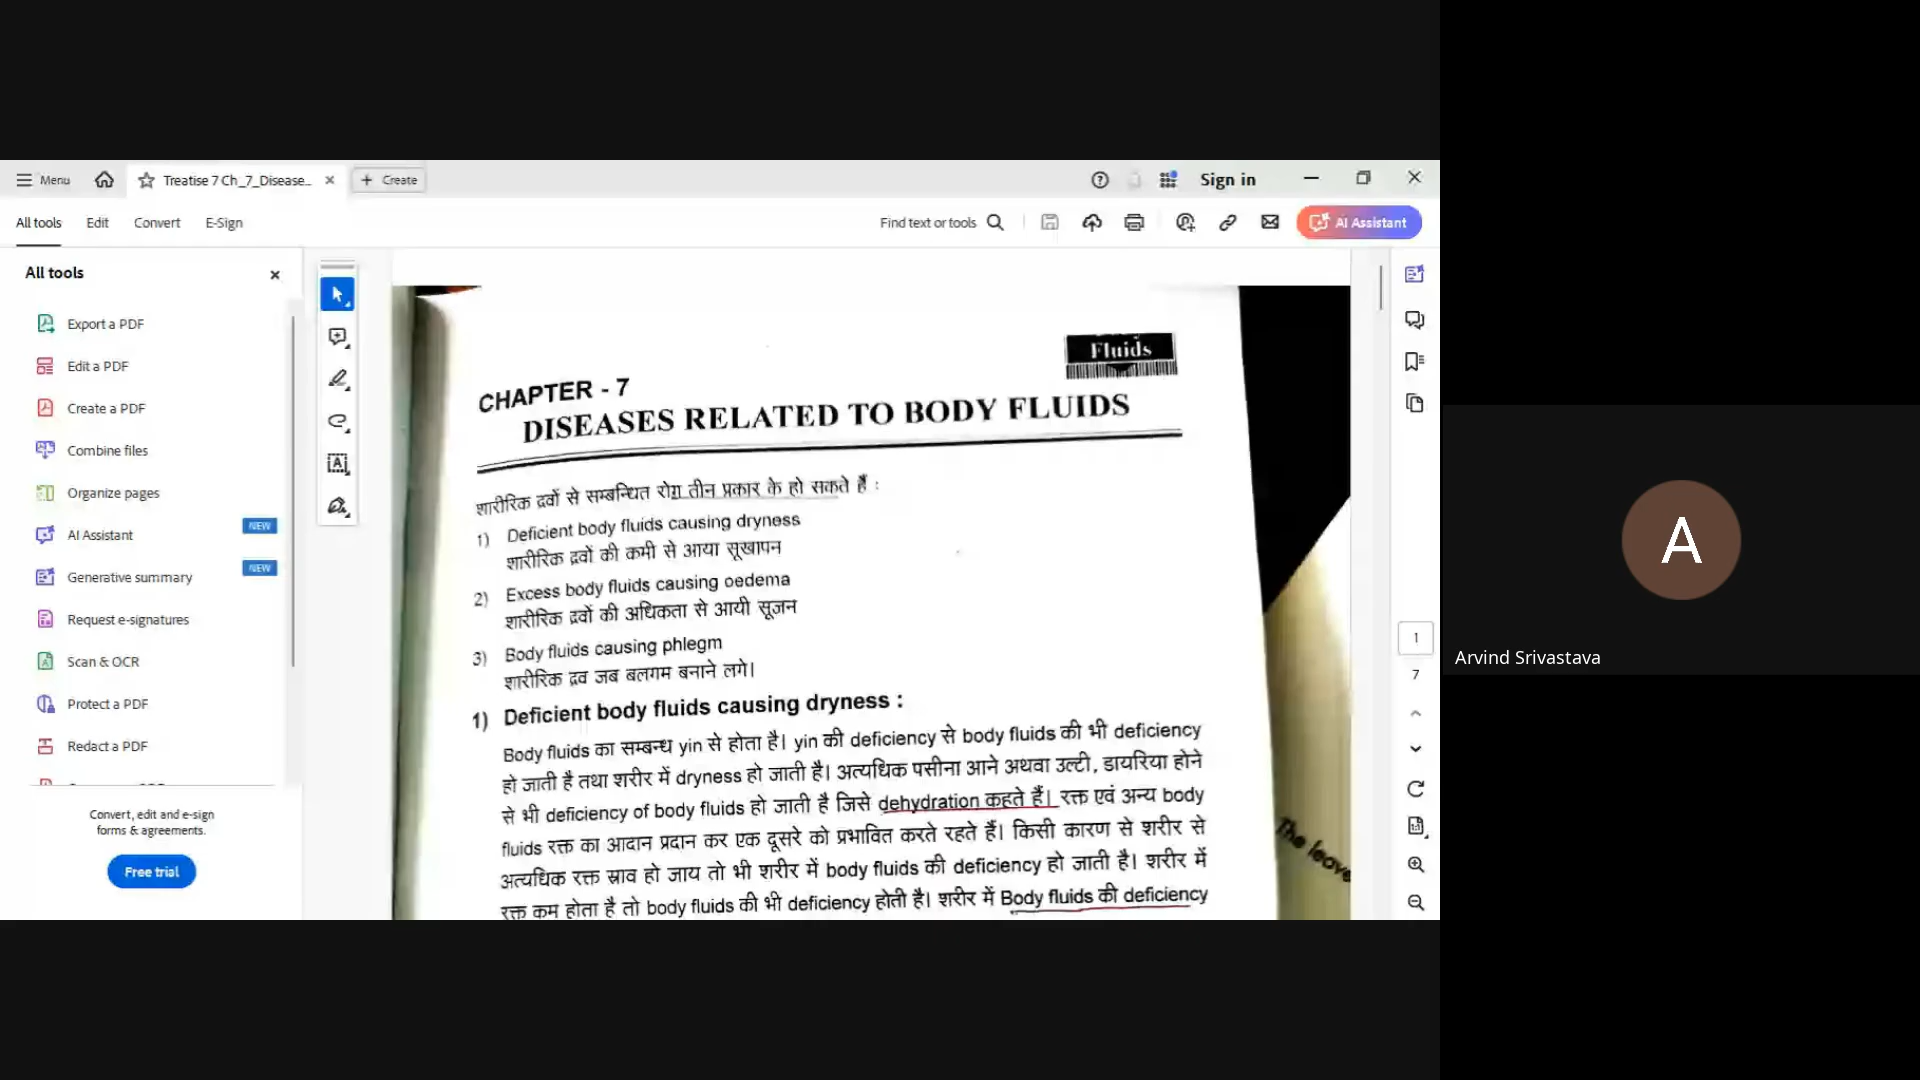 Menu
Treatise 7 Ch_7_Disease...
Create
Sign in
All tools
Edit
Convert
E-Sign
Find text or tools
AI Assistant
All tools
Export a PDF
Edit a PDF
Create a PDF
Combine files
Organize pages
AI Assistant NEW
Generative summary NEW
Request e-signatures
Scan & OCR
Protect a PDF
Redact a PDF
Convert, edit and e-sign
forms & agreements.
Free trial
Fluids
CHAPTER - 7
DISEASES RELATED TO BODY FLUIDS
शारीरिक द्रवों से सम्बन्धित रोग तीन प्रकार के हो सकते हैं :
1) Deficient body fluids causing dryness
शारीरिक द्रवों की कमी से आया सूखापन
2) Excess body fluids causing oedema
शारीरिक द्रवों की अधिकता से आयी सूजन
3) Body fluids causing phlegm
शारीरिक द्रव जब बलगम बनाने लगे।
1) Deficient body fluids causing dryness :
Body fluids का सम्बन्ध yin से होता है। yin की deficiency से body fluids की भी deficiency
हो जाती है तथा शरीर में dryness हो जाती है। अत्यधिक पसीना आने अथवा उल्टी, डायरिया होने
से भी deficiency of body fluids हो जाती है जिसे dehydration कहते हैं। रक्त एवं अन्य body
fluids रक्त का आदान प्रदान कर एक दूसरे को प्रभावित करते रहते हैं। किसी कारण से शरीर से
अत्यधिक रक्त स्राव हो जाय तो भी शरीर में body fluids की deficiency हो जाती है। शरीर में
रक्त कम होता है तो body fluids की भी deficiency होती है। शरीर में Body fluids की deficiency
The leave
1
7
A
Arvind Srivastava